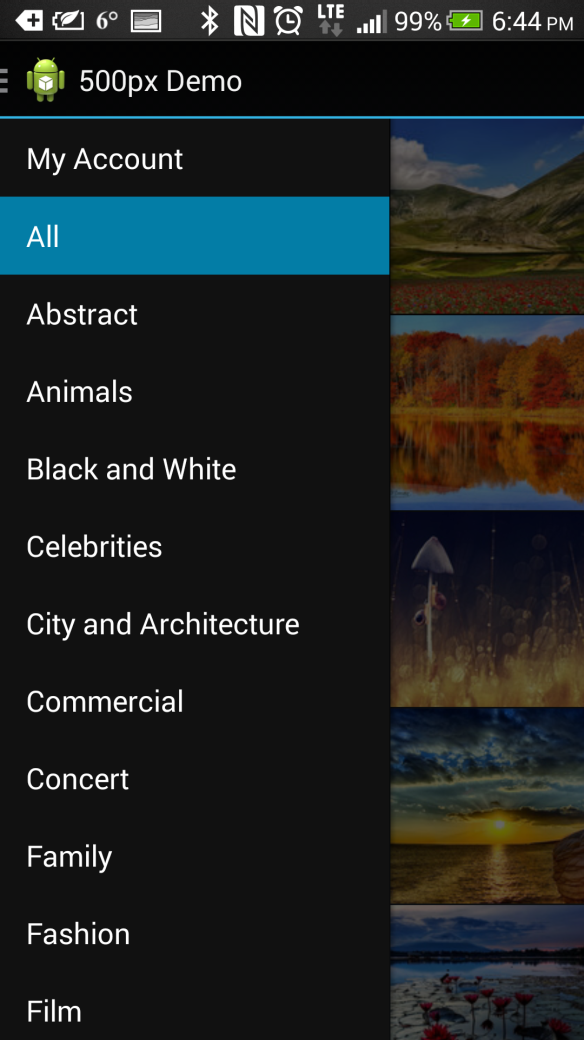 6° LTE 99% 6:44 PM
500px Demo
My Account
All
Abstract
Animals
Black and White
Celebrities
City and Architecture
Commercial
Concert
Family
Fashion
Film